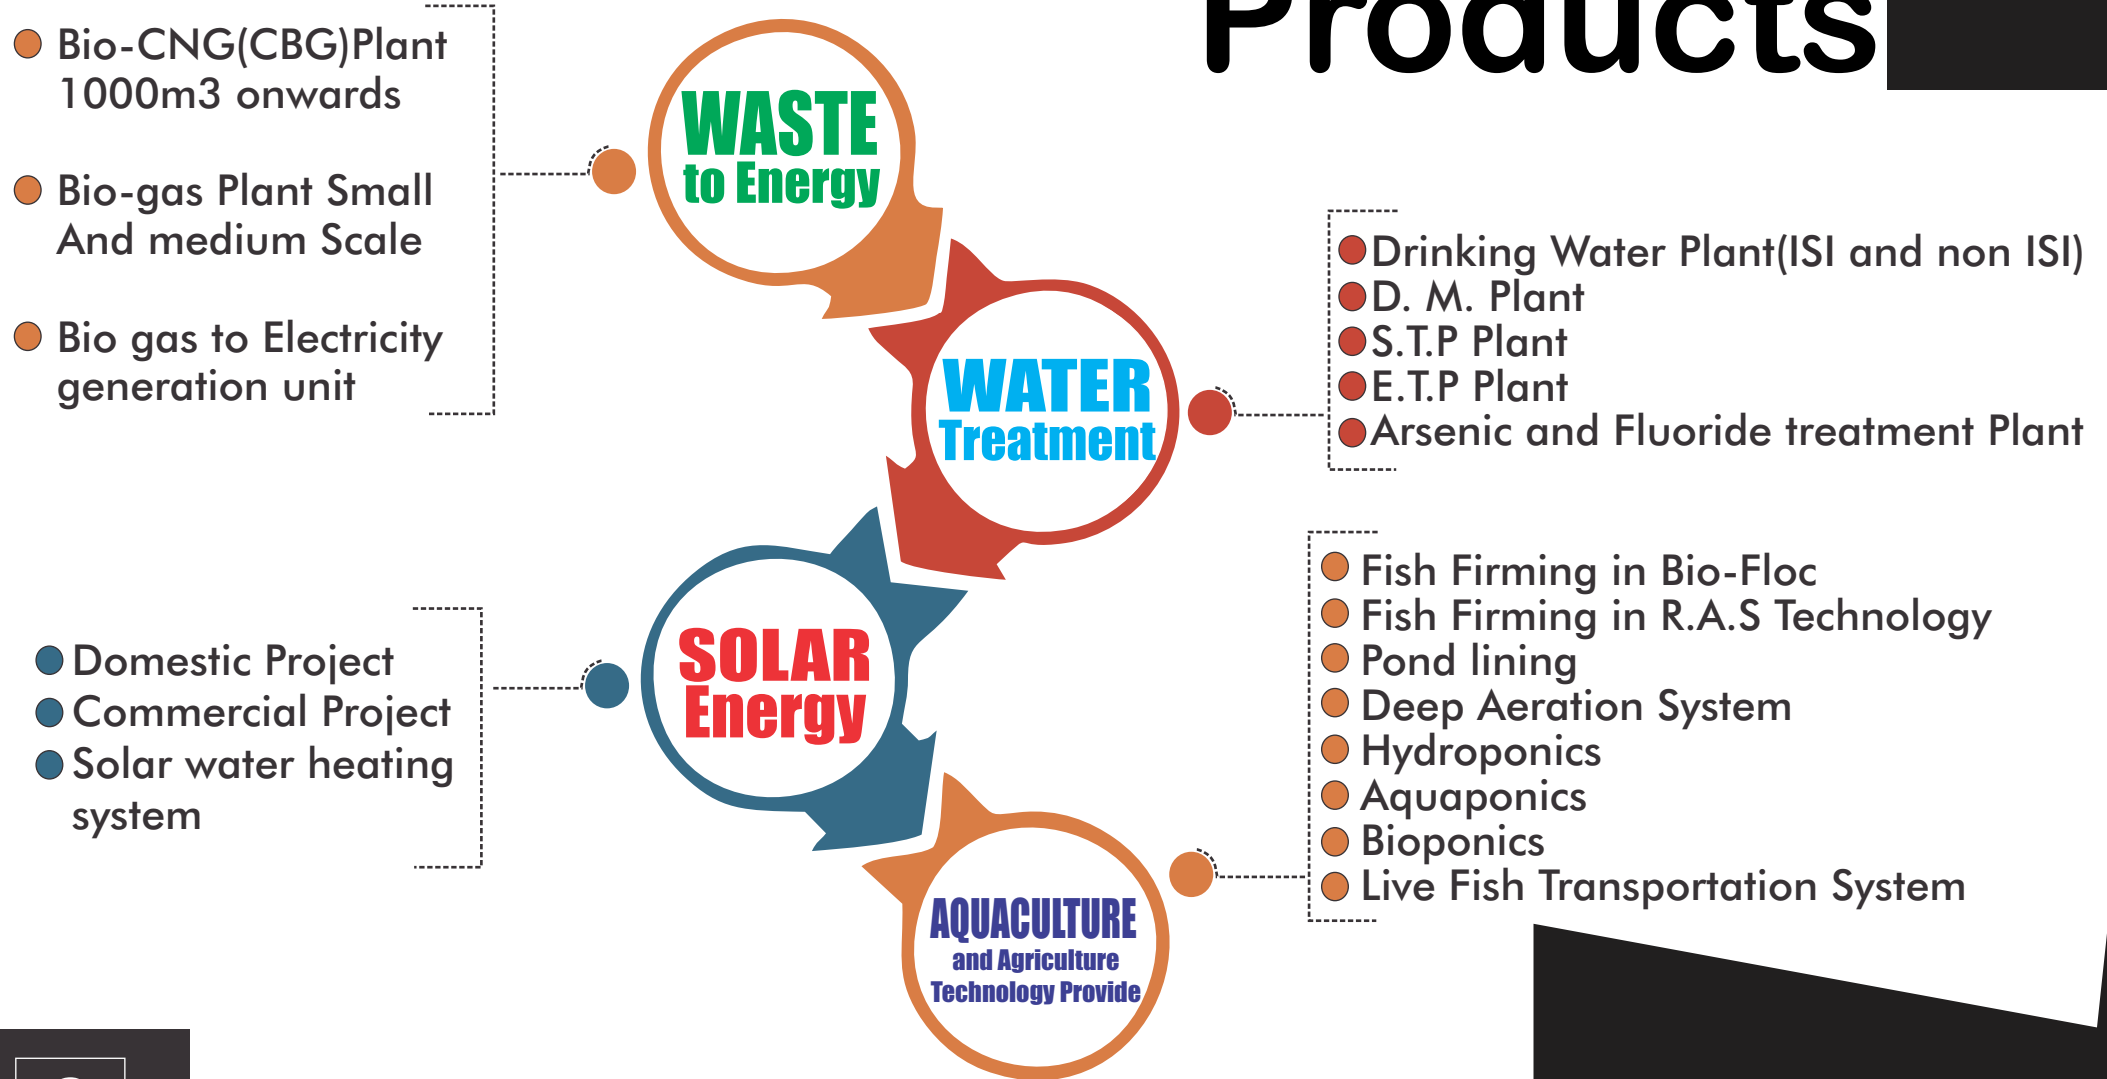 Products
Bio-CNG(CBG)Plant
1000m3 onwards
Bio-gas Plant Small
And medium Scale
Bio gas to Electricity
generation unit
WASTE
to Energy
Drinking Water Plant(ISI and non ISI)
D. M. Plant
S.T.P Plant
E.T.P Plant
Arsenic and Fluoride treatment Plant
WATER
Treatment
Domestic Project
Commercial Project
Solar water heating
system
SOLAR
Energy
Fish Firming in Bio-Floc
Fish Firming in R.A.S Technology
Pond lining
Deep Aeration System
Hydroponics
Aquaponics
Bioponics
Live Fish Transportation System
AQUACULTURE
and Agriculture
Technology Provide